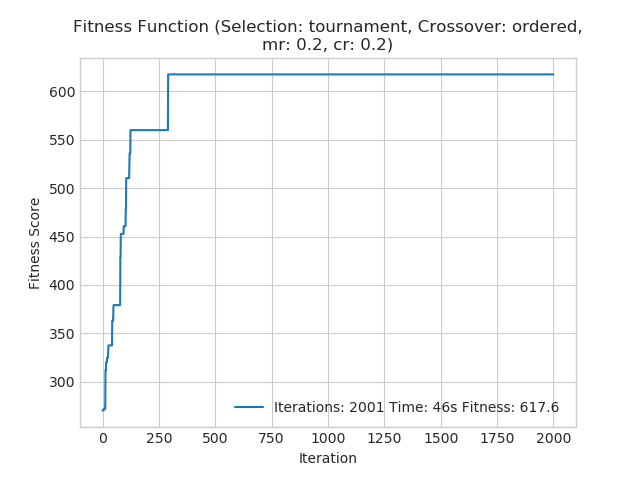 Fitness Function (Selection: tournament, Crossover: ordered,
mr: 0.2, cr: 0.2)
Fitness Score
600
550
500
450
400
350
300
Iterations: 2001 Time: 46s Fitness: 617.6
0 250 500 750 1000 1250 1500 1750 2000
Iteration